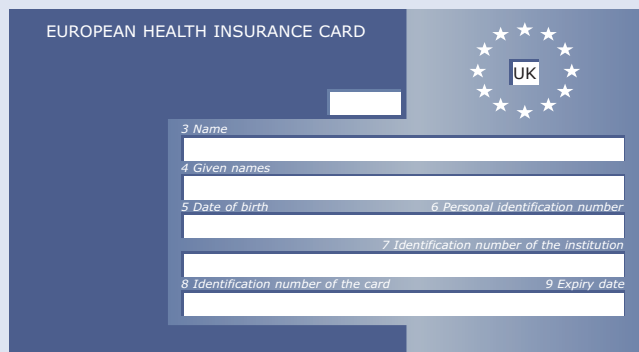 EUROPEAN HEALTH INSURANCE CARD
UK
3 Name
4 Given names
5 Date of birth 6 Personal identification number
7 Identification number of the institution
8 Identification number of the card 9 Expiry date